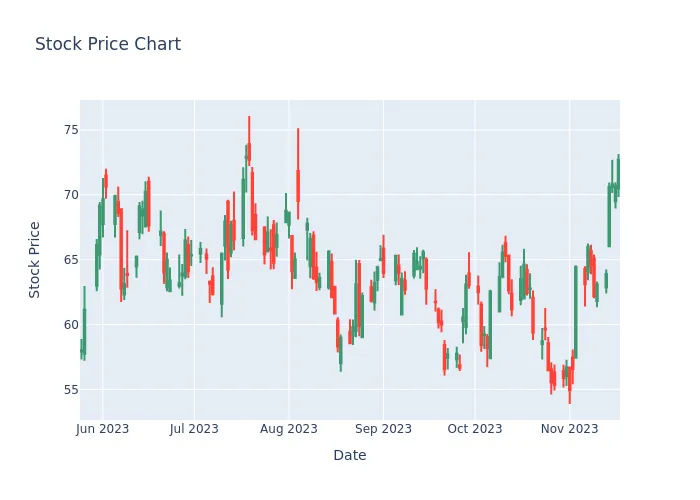 Stock Price Chart
Stock Price
75
70
65
60
55
Jun 2023
Jul 2023
Aug 2023
Sep 2023
Oct 2023
Nov 2023
Date